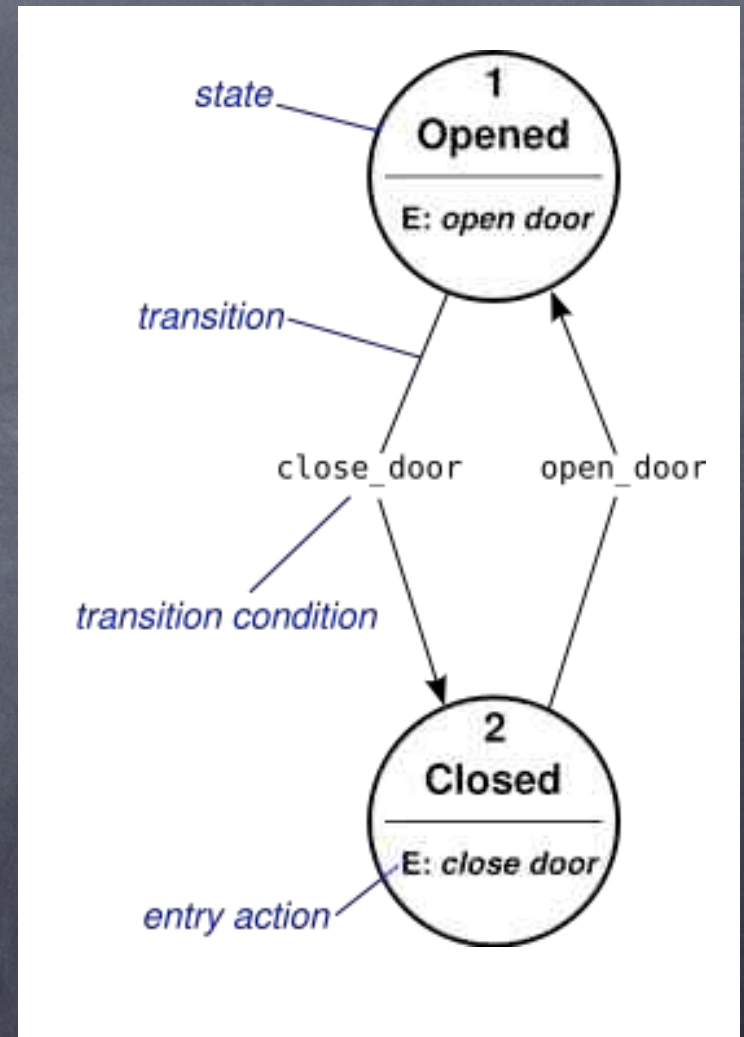 state
1
Opened
E: open door
transition
close_door
open_door
transition condition
2
Closed
E: close door
entry action